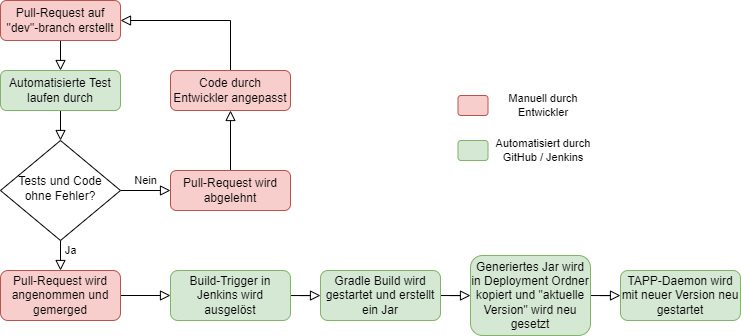 Pull-Request auf
"dev"-branch erstellt
Automatisierte Test
laufen durch
Code durch
Entwickler angepasst
Manuell durch
Entwickler
Automatisiert durch
GitHub / Jenkins
Tests und Code
ohne Fehler?
Nein
Pull-Request wird
abgelehnt
Ja
Pull-Request wird
angenommen und
gemerged
Build-Trigger in
Jenkins wird
ausgelöst
Gradle Build wird
gestartet und erstellt
ein Jar
Generiertes Jar wird
in Deployment Ordner
kopiert und "aktuelle
Version" wird neu
gesetzt
TAPP-Daemon wird
mit neuer Version neu
gestartet